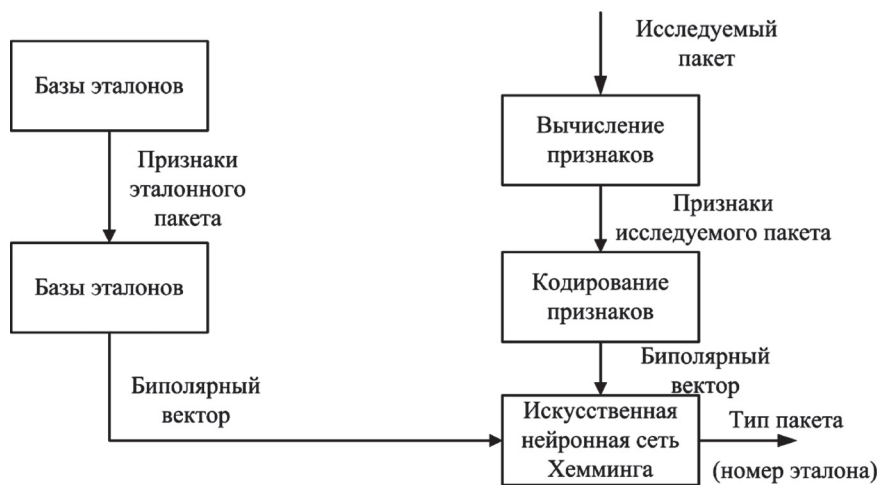 Базы эталонов
Признаки
эталонного
пакета
Базы эталонов
Биполярный
вектор
Исследуемый
пакет
Вычисление
признаков
Признаки
исследуемого пакета
Кодирование
признаков
Биполярный
вектор
Искусственная
нейронная сеть
Хемминга
Тип пакета
(номер эталона)